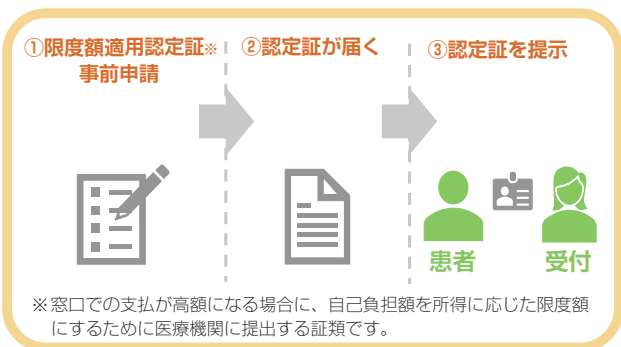 ①限度額適用認定証※
事前申請
②認定証が届く
③認定証を提示
患者
受付
※窓口での支払が高額になる場合に、自己負担額を所得に応じた限度額
にするために医療機関に提出する証類です。